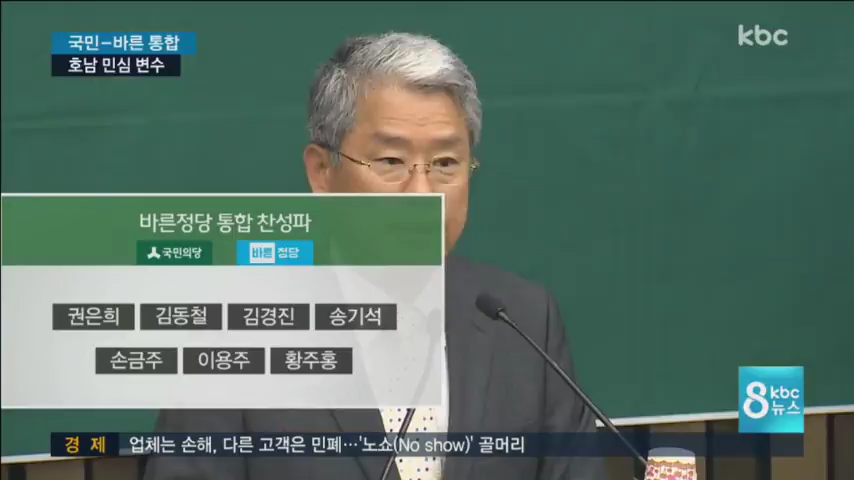 국민-바른 통합
호남 민심 변수
kbc
바른정당 통합 찬성파
국민의당 바른정당
권은희 김동철 김경진 송기석
손금주 이용주 황주홍
8 kbc 뉴스
경 제 업체는 손해, 다른 고객은 민폐…'노쇼(No show)' 골머리